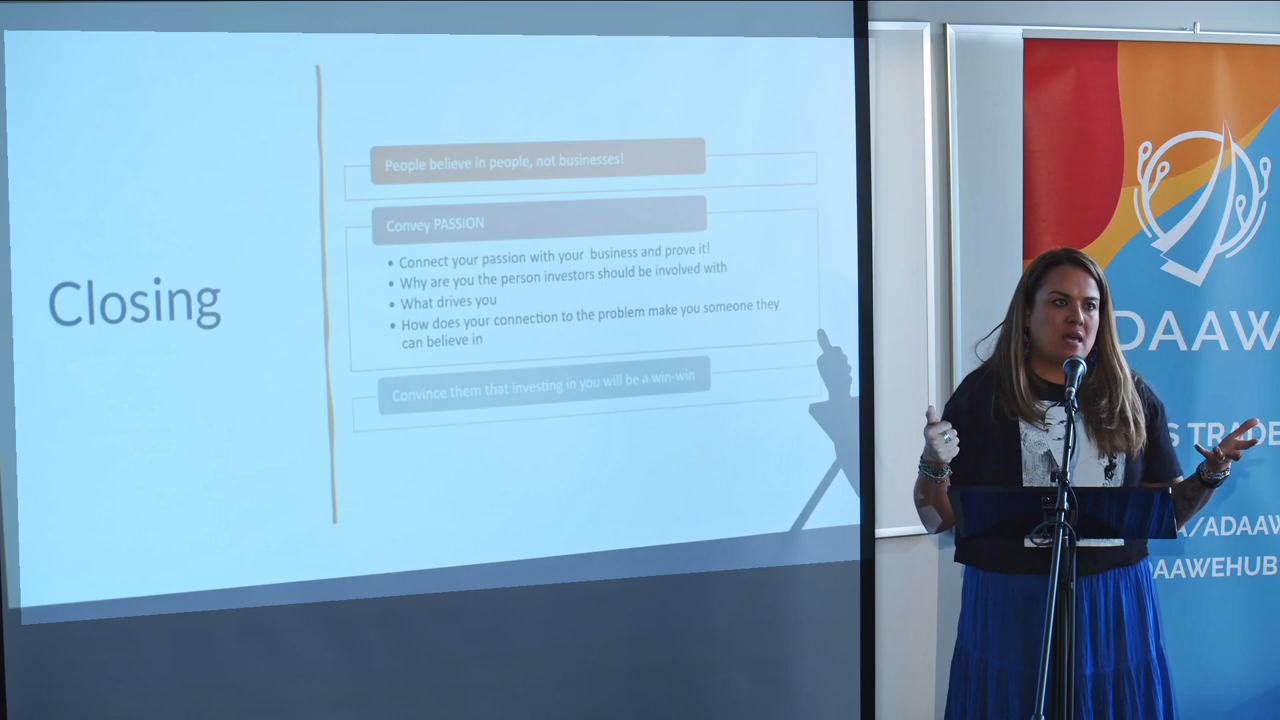 Closing
People believe in people, not businesses!
Convey PASSION
• Connect your passion with your business and prove it!
• Why are you the person investors should be involved with
• What drives you
• How does your connection to the problem make you someone they
can believe in
Convince them that investing in you will be a win-win
DAAW
S TRADE
A/ADAAW
DAAWEHUB